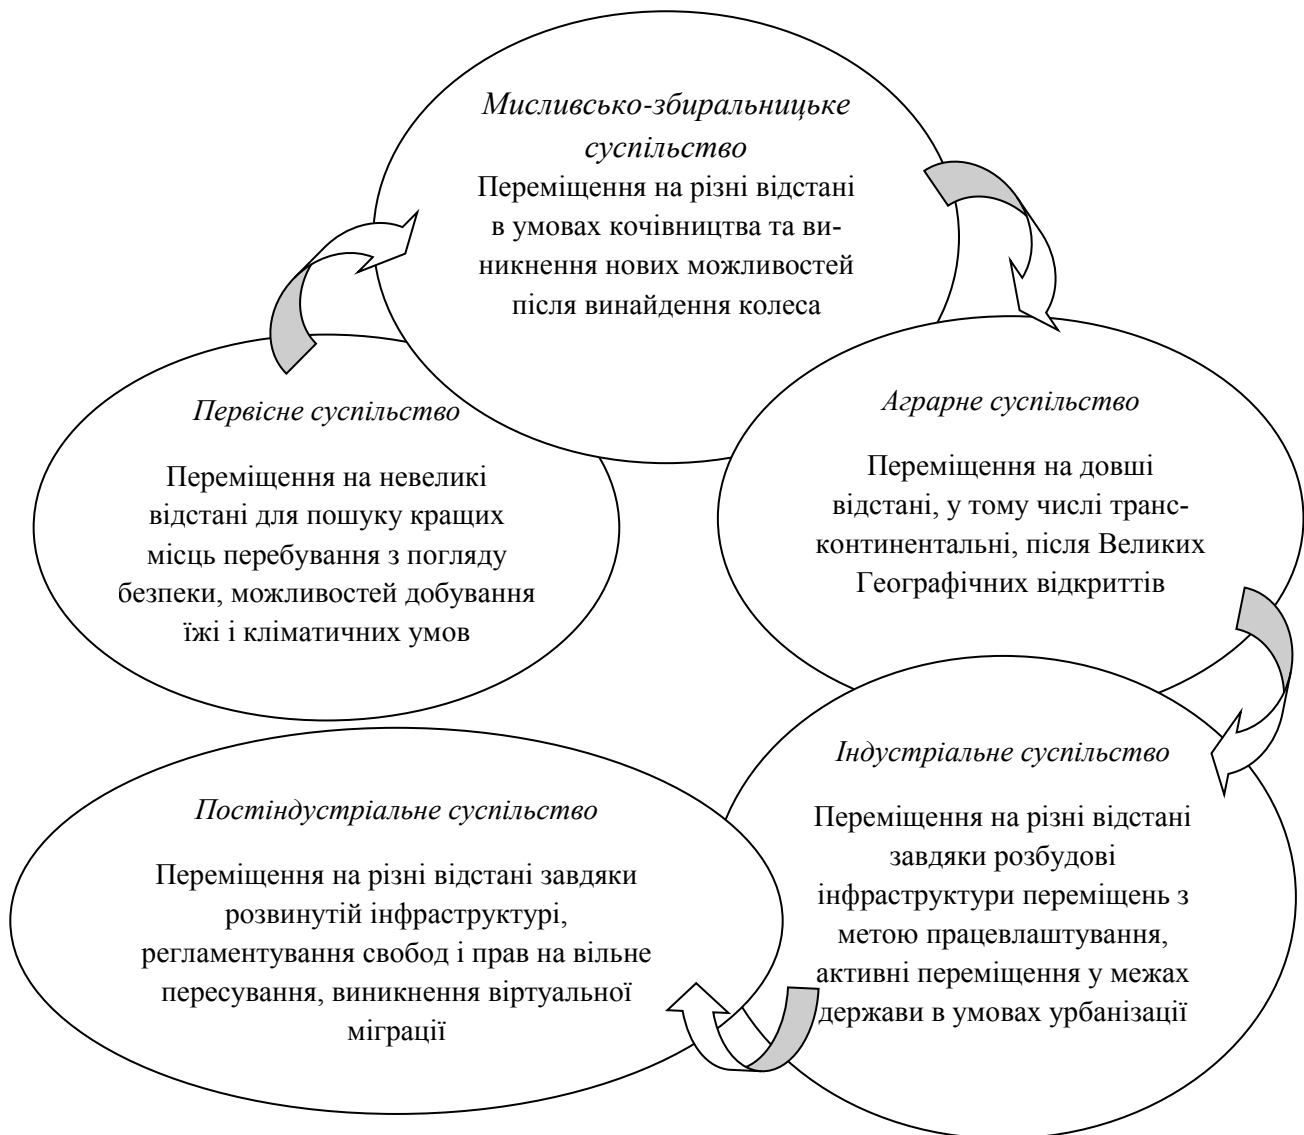 Мисливсько-збиральницьке
суспільство
Переміщення на різні відстані
в умовах кочівництва та ви-
никнення нових можливостей
після винайдення колеса
Первісне суспільство
Переміщення на невеликі
відстані для пошуку кращих
місць перебування з погляду
безпеки, можливостей добування
їжі і кліматичних умов
Аграрне суспільство
Переміщення на довші
відстані, у тому числі транс-
континентальні, після Великих
Географічних відкриттів
Індустріальне суспільство
Переміщення на різні відстані
завдяки розбудові
інфраструктури переміщень з
метою працевлаштування,
активні переміщення у межах
держави в умовах урбанізації
Постіндустріальне суспільство
Переміщення на різні відстані завдяки
розвинутій інфраструктурі,
регламентування свобод і прав на вільне
пересування, виникнення віртуальної
міграції